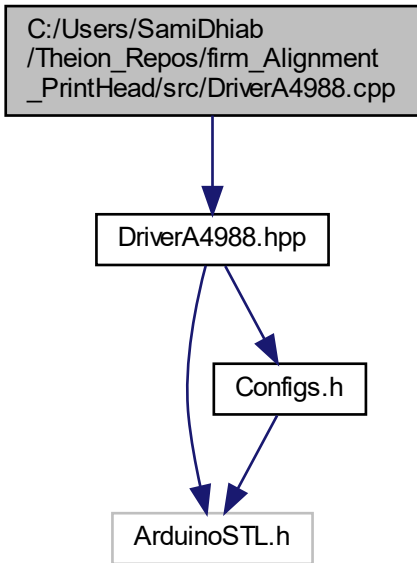 C:/Users/SamiDhiab
/Theion_Repos/firm_Alignment
_PrintHead/src/DriverA4988.cpp
DriverA4988.hpp
Configs.h
ArduinoSTL.h